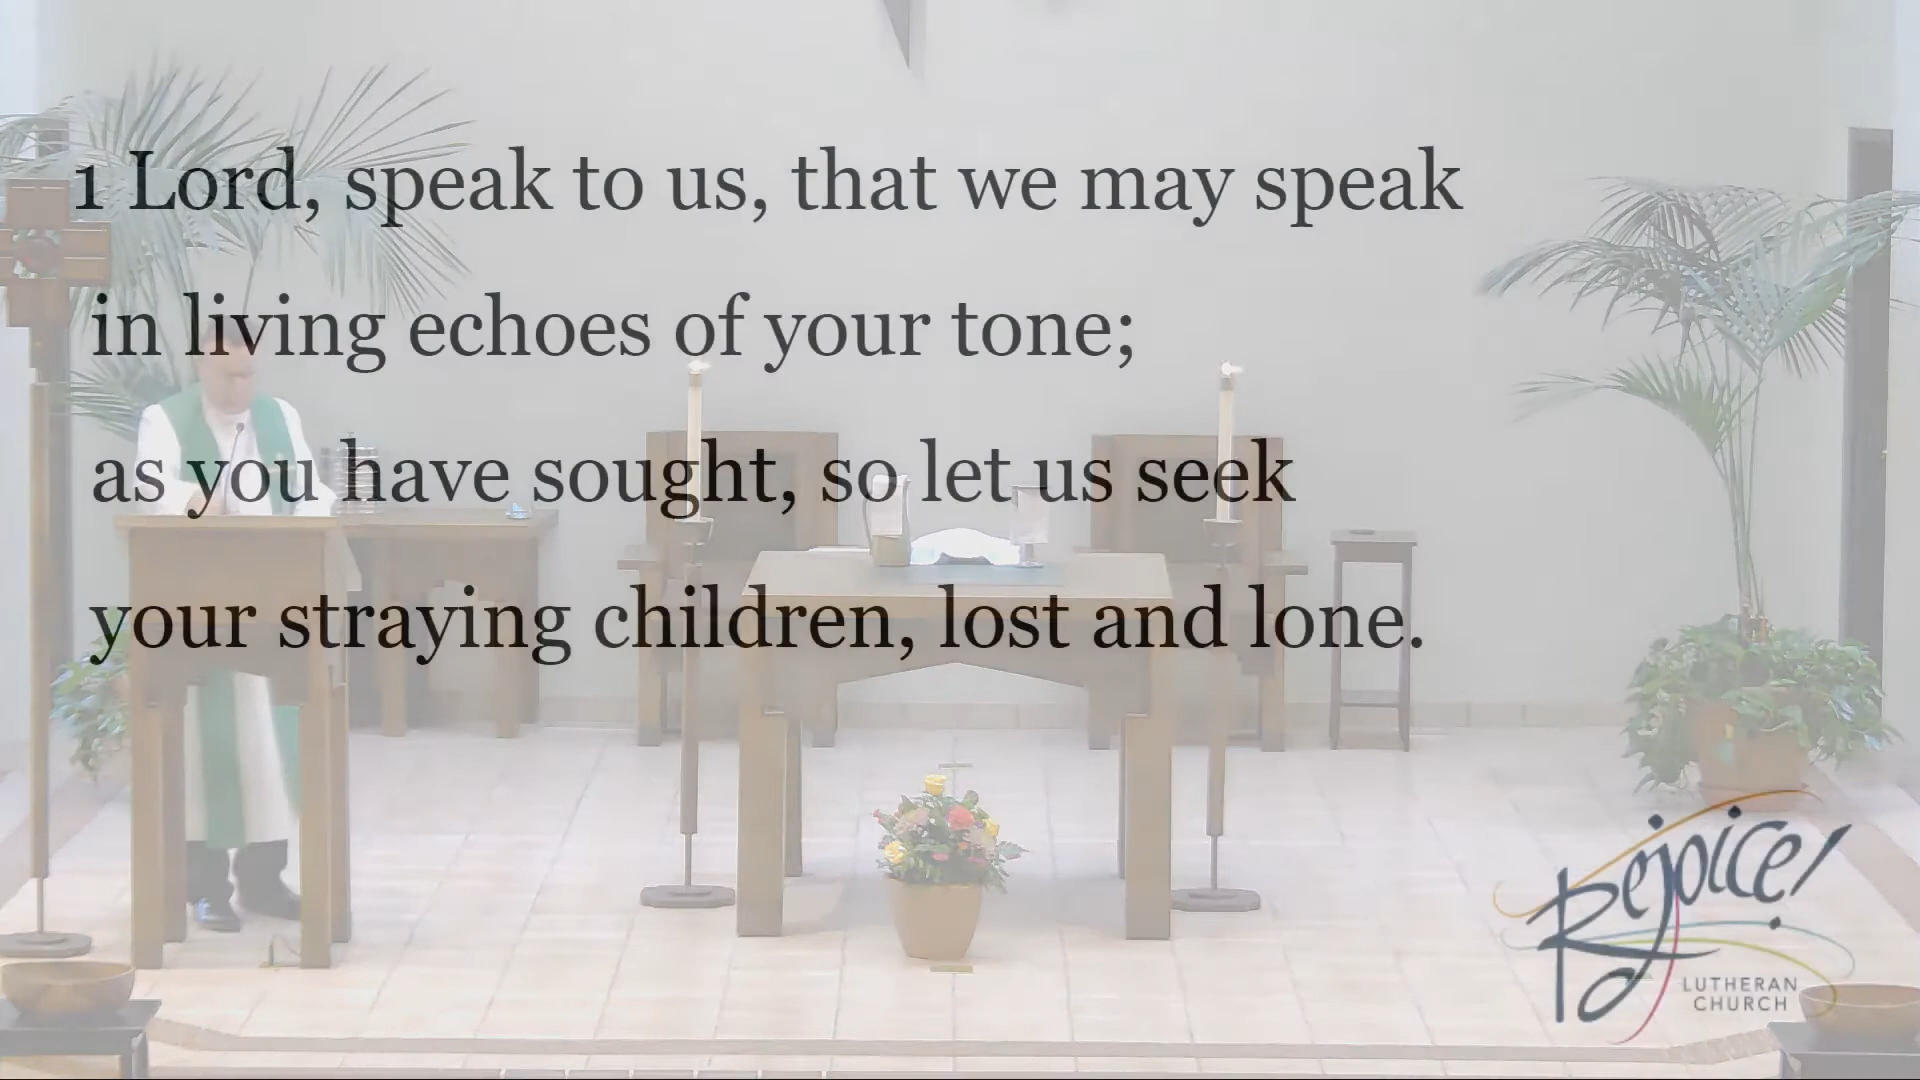 1 Lord, speak to us, that we may speak
in living echoes of your tone;
as you have sought, so let us seek
your straying children, lost and lone.
Rejoice!
LUTHERAN
CHURCH